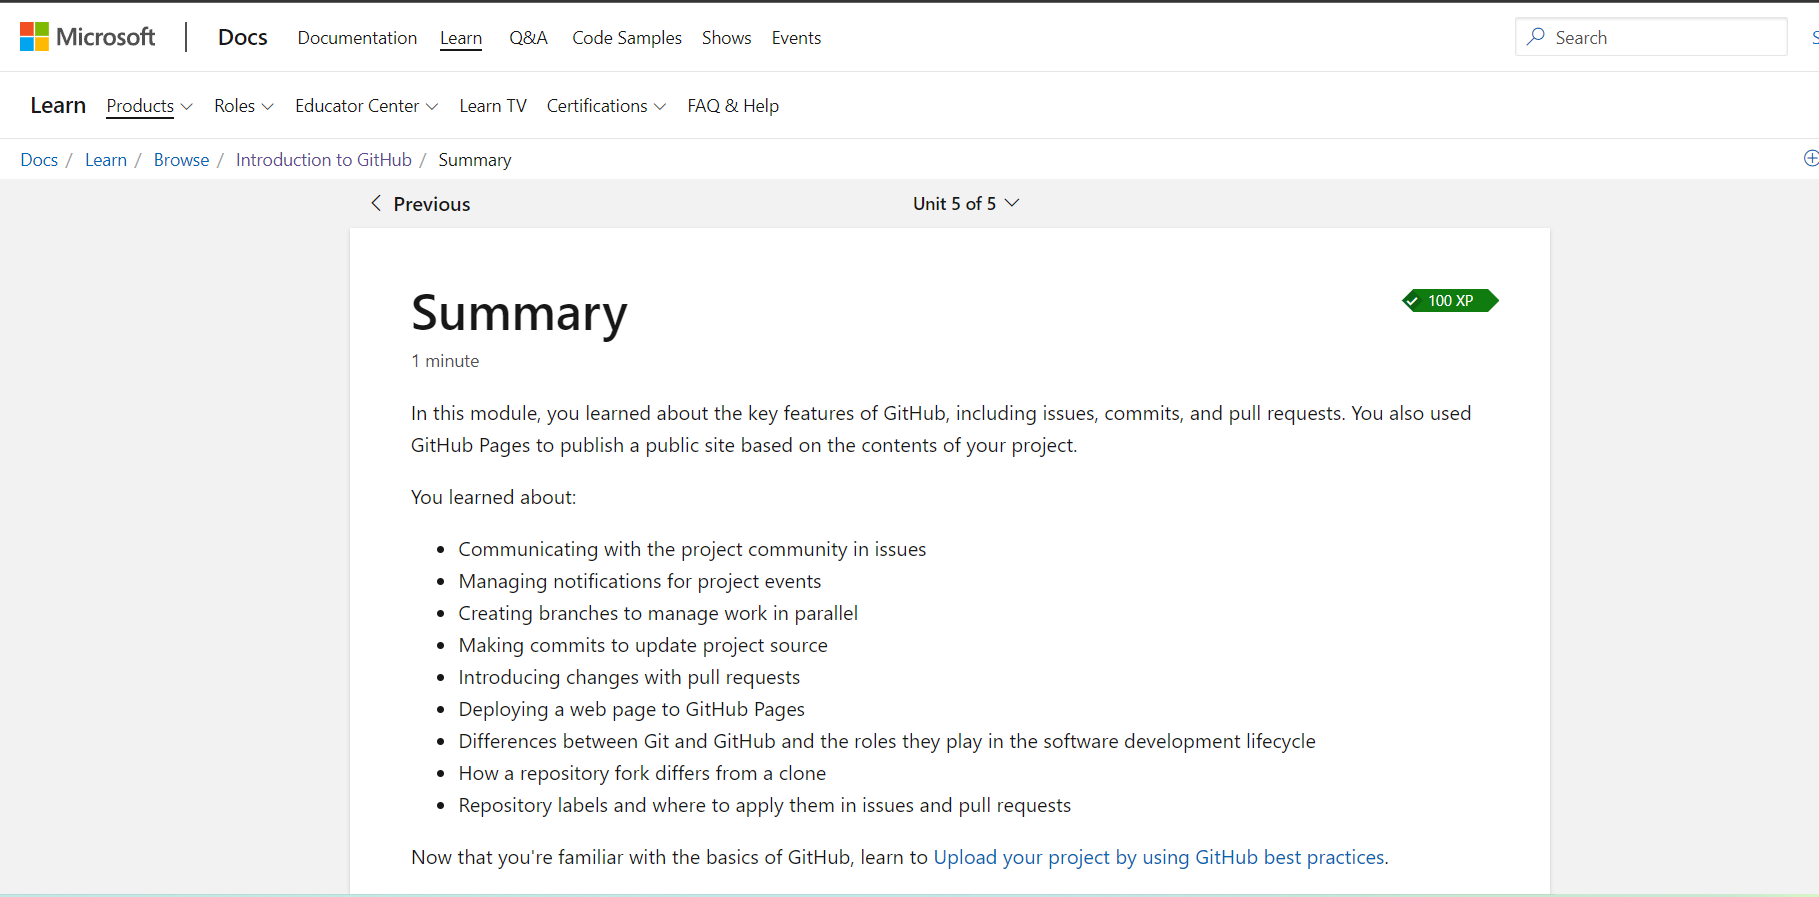 Microsoft Docs Documentation Learn Q&A Code Samples Shows Events Search
Learn Products Roles Educator Center Learn TV Certifications FAQ & Help
Docs / Learn / Browse / Introduction to GitHub / Summary
Previous Unit 5 of 5
Summary 100 XP
1 minute
In this module, you learned about the key features of GitHub, including issues, commits, and pull requests. You also used
GitHub Pages to publish a public site based on the contents of your project.
You learned about:
• Communicating with the project community in issues
• Managing notifications for project events
• Creating branches to manage work in parallel
• Making commits to update project source
• Introducing changes with pull requests
• Deploying a web page to GitHub Pages
• Differences between Git and GitHub and the roles they play in the software development lifecycle
• How a repository fork differs from a clone
• Repository labels and where to apply them in issues and pull requests
Now that you're familiar with the basics of GitHub, learn to Upload your project by using GitHub best practices.